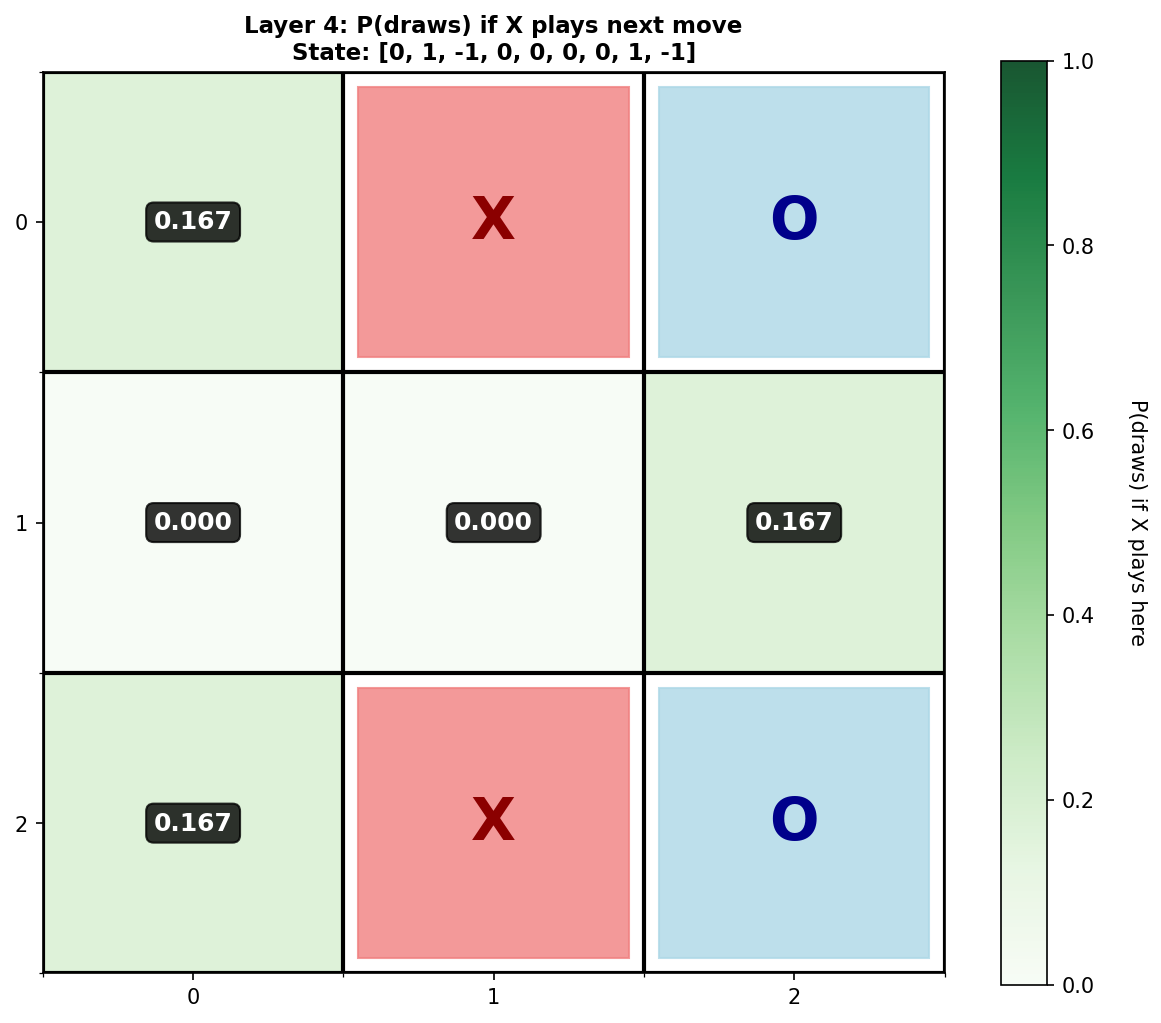 Layer 4: P(draws) if X plays next move
State: [0, 1, -1, 0, 0, 0, 0, 1, -1]
0
0.167
X
O
1
0.000
0.000
0.167
2
0.167
X
O
0
1
2
1.0
0.8
0.6
0.4
0.2
0.0
P(draws) if X plays here